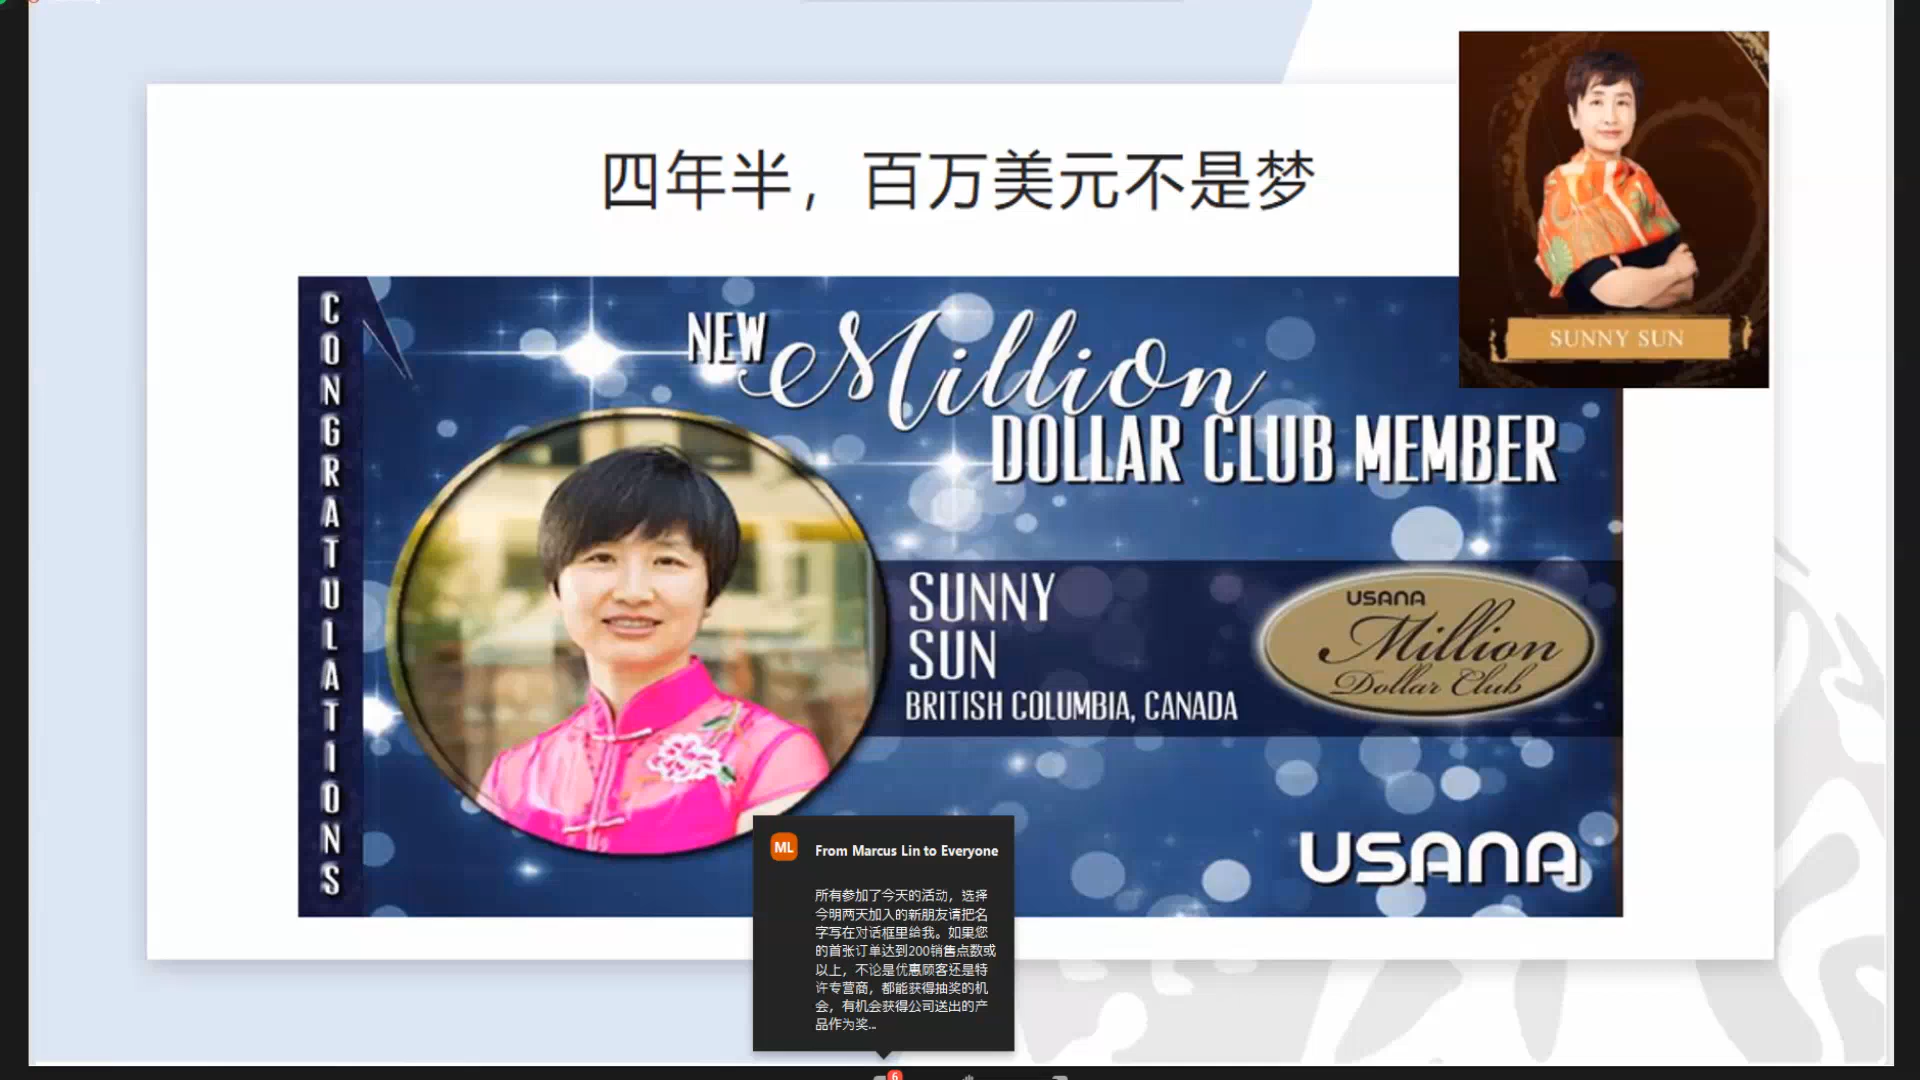 四年半，百万美元不是梦
SUNNY SUN
CONGRATULATIONS
NEW Million
DOLLAR CLUB MEMBER
SUNNY
SUN
BRITISH COLUMBIA, CANADA
USANA
Million
Dollar Club
USANA
ML
From Marcus Lin to Everyone
所有参加了今天的活动，选择
今明两天加入的新朋友请把名
字写在对话框里给我。如果您
的首张订单达到200销售点数或
以上，不论是优惠顾客还是特
许专营商，都能获得抽奖的机
会，有机会获得公司送出的产
品作为奖...
6